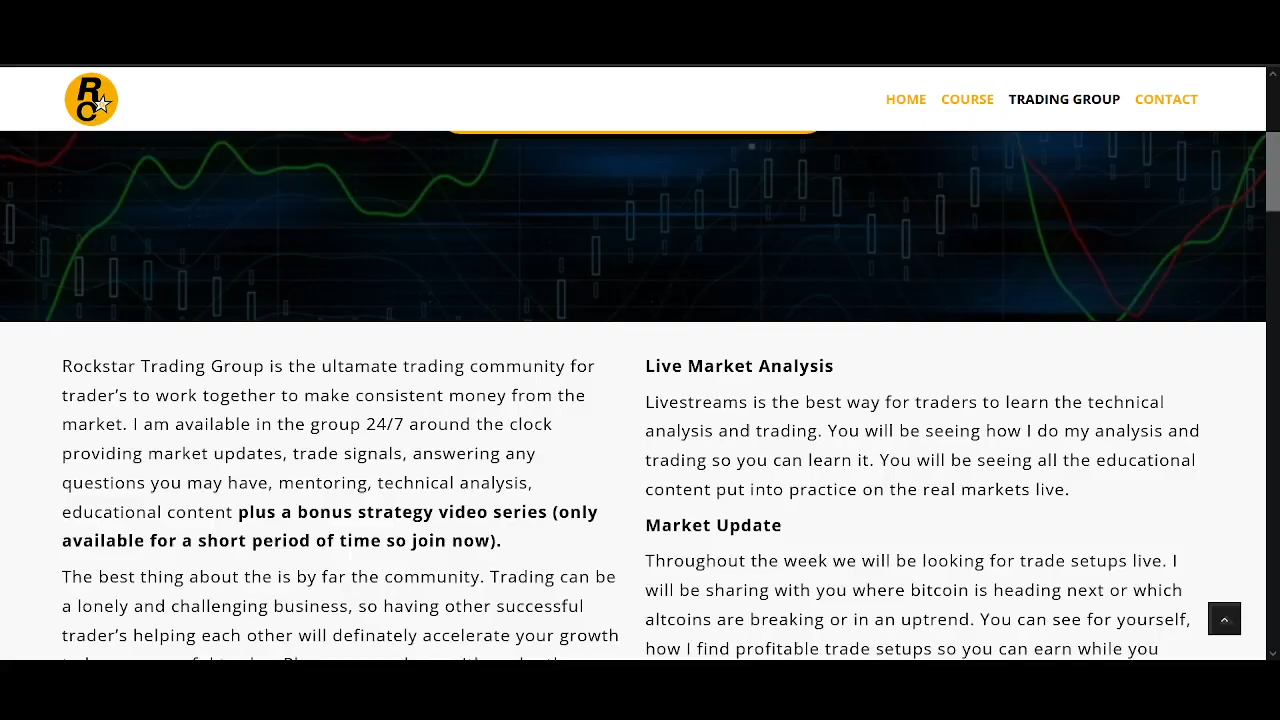 R
C
HOME COURSE TRADING GROUP CONTACT
Rockstar Trading Group is the ultamate trading community for
trader’s to work together to make consistent money from the
market. I am available in the group 24/7 around the clock
providing market updates, trade signals, answering any
questions you may have, mentoring, technical analysis,
educational content plus a bonus strategy video series (only
available for a short period of time so join now).
The best thing about the is by far the community. Trading can be
a lonely and challenging business, so having other successful
trader’s helping each other will definately accelerate your growth
Live Market Analysis
Livestreams is the best way for traders to learn the technical
analysis and trading. You will be seeing how I do my analysis and
trading so you can learn it. You will be seeing all the educational
content put into practice on the real markets live.
Market Update
Throughout the week we will be looking for trade setups live. I
will be sharing with you where bitcoin is heading next or which
altcoins are breaking or in an uptrend. You can see for yourself,
how I find profitable trade setups so you can earn while you